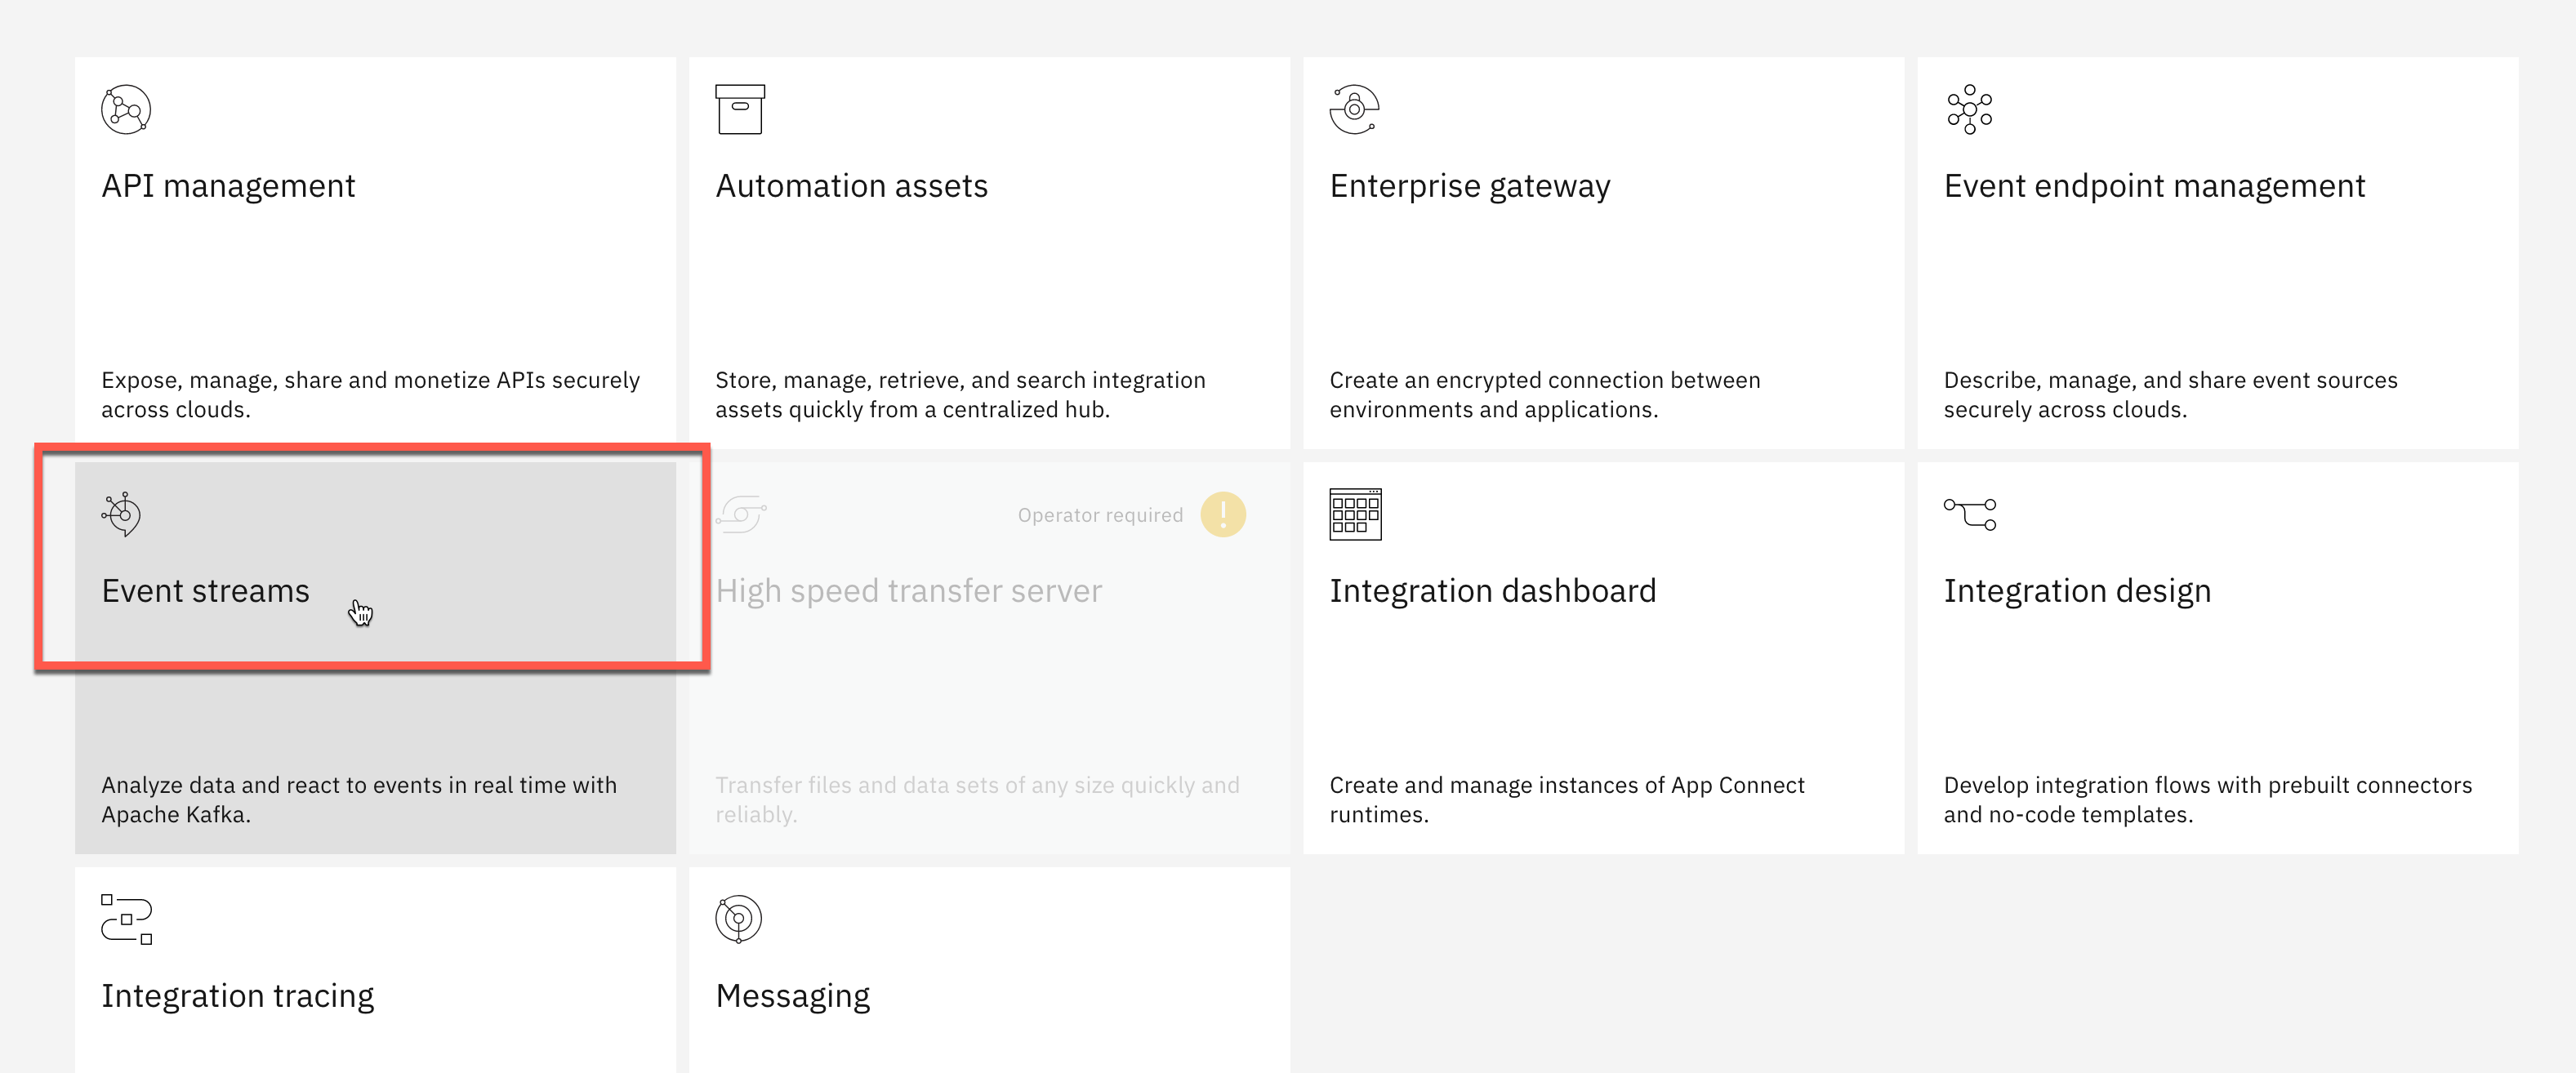 API management
Expose, manage, share and monetize APIs securely
across clouds.
Automation assets
Store, manage, retrieve, and search integration
assets quickly from a centralized hub.
Enterprise gateway
Create an encrypted connection between
environments and applications.
Event endpoint management
Describe, manage, and share event sources
securely across clouds.
Event streams
Analyze data and react to events in real time with
Apache Kafka.
Operator required
High speed transfer server
Transfer files and data sets of any size quickly and
reliably.
Integration dashboard
Create and manage instances of App Connect
runtimes.
Integration design
Develop integration flows with prebuilt connectors
and no-code templates.
Integration tracing
Messaging